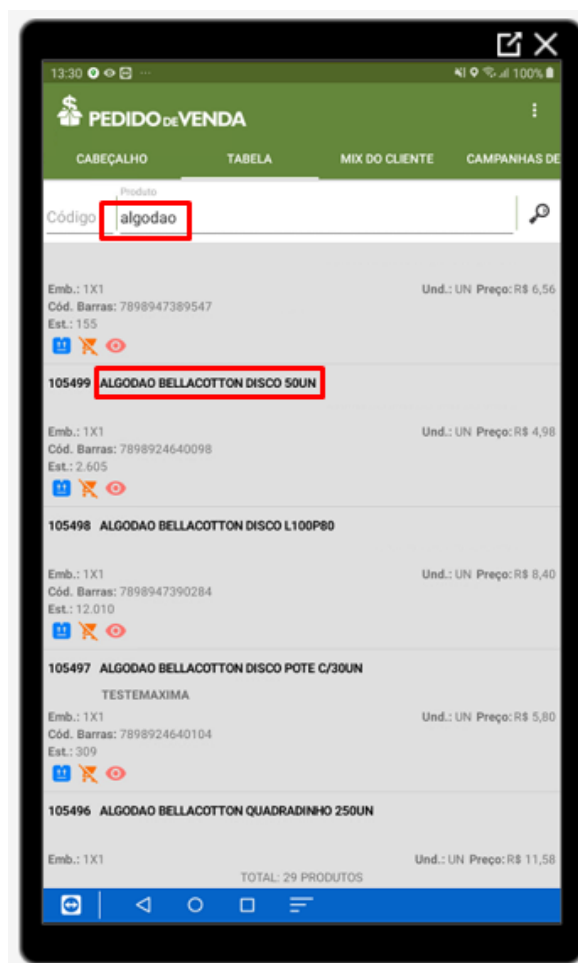 13:30
100%
PEDIDO DE VENDA
CABEÇALHO TABELA MIX DO CLIENTE CAMPANHAS DE
Produto
Código algodao
Emb.: 1X1 Und.: UN Preço: R$ 6,56
Cód. Barras: 7898947389547
Est.: 155
105499 ALGODAO BELLACOTTON DISCO 50UN
Emb.: 1X1 Und.: UN Preço: R$ 4,98
Cód. Barras: 7898924640098
Est.: 2.605
105498 ALGODAO BELLACOTTON DISCO L100P80
Emb.: 1X1 Und.: UN Preço: R$ 8,40
Cód. Barras: 7898947390284
Est.: 12.010
105497 ALGODAO BELLACOTTON DISCO POTE C/30UN
TESTEMAXIMA
Emb.: 1X1 Und.: UN Preço: R$ 5,80
Cód. Barras: 7898924640104
Est.: 309
105496 ALGODAO BELLACOTTON QUADRADINHO 250UN
Emb.: 1X1 Und.: UN Preço: R$ 11,58
TOTAL: 29 PRODUTOS